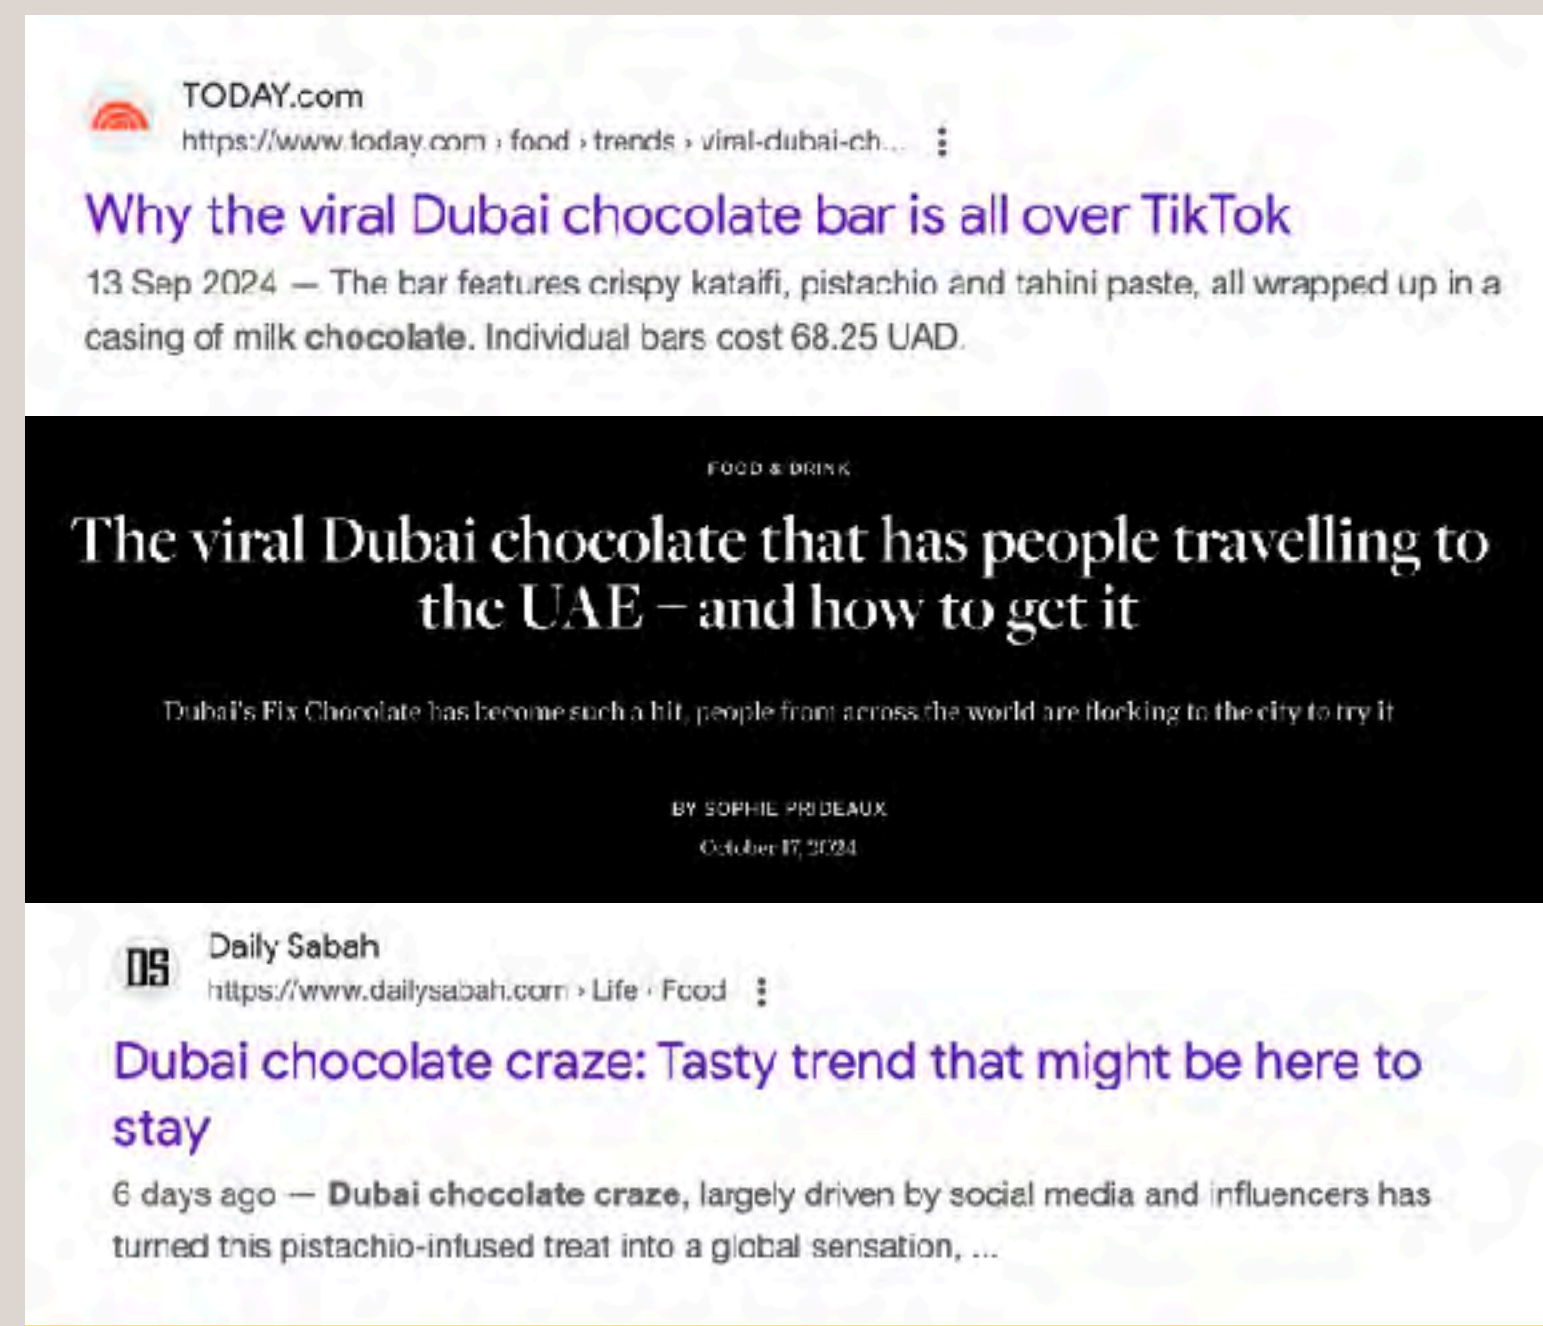 TODAY.com
https://www.today.com › food › trends › viral-dubai-ch...
Why the viral Dubai chocolate bar is all over TikTok
13 Sep 2024 — The bar features crispy kataifi, pistachio and tahini paste, all wrapped up in a
casing of milk chocolate. Individual bars cost 68.25 UAD.
FOOD & DRINK
The viral Dubai chocolate that has people travelling to
the UAE – and how to get it
Dubai's Fix Chocolate has become such a hit, people from across the world are flocking to the city to try it
BY SOPHIE PRIDEAUX
October 17, 2024
DS
Daily Sabah
https://www.dailysabah.com › Life › Food
Dubai chocolate craze: Tasty trend that might be here to
stay
6 days ago — Dubai chocolate craze, largely driven by social media and influencers has
turned this pistachio-infused treat into a global sensation, ...